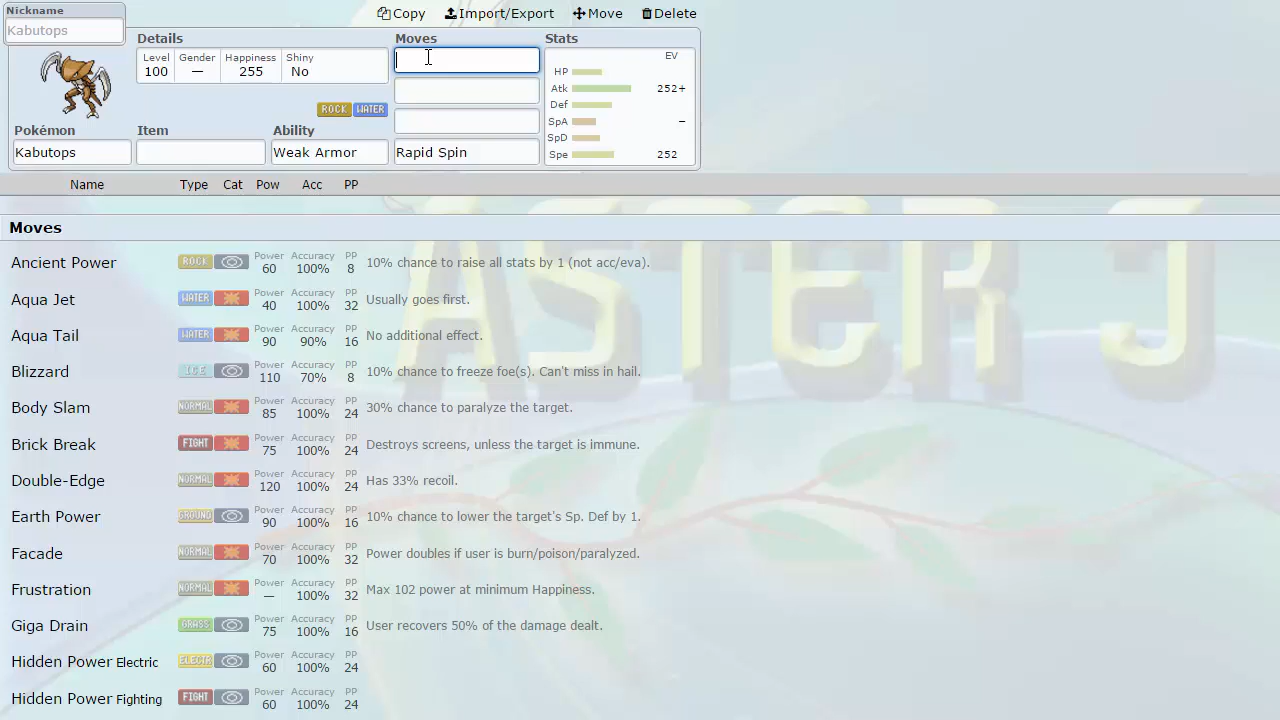 Nickname
Kabutops
Copy Import/Export Move Delete
Details Moves Stats
Level Gender Happiness Shiny
100 — 255 No
EV
HP
Atk 252+
Def
SpA –
SpD
Spe 252
ROCK WATER
Pokémon Item Ability
Kabutops Weak Armor Rapid Spin
Name Type Cat Pow Acc PP
ASTER J
Moves
Ancient Power ROCK Power 60 Accuracy 100% PP 8 10% chance to raise all stats by 1 (not acc/eva).
Aqua Jet WATER Power 40 Accuracy 100% PP 32 Usually goes first.
Aqua Tail WATER Power 90 Accuracy 90% PP 16 No additional effect.
Blizzard ICE Power 110 Accuracy 70% PP 8 10% chance to freeze foe(s). Can't miss in hail.
Body Slam NORMAL Power 85 Accuracy 100% PP 24 30% chance to paralyze the target.
Brick Break FIGHT Power 75 Accuracy 100% PP 24 Destroys screens, unless the target is immune.
Double-Edge NORMAL Power 120 Accuracy 100% PP 24 Has 33% recoil.
Earth Power GROUND Power 90 Accuracy 100% PP 16 10% chance to lower the target's Sp. Def by 1.
Facade NORMAL Power 70 Accuracy 100% PP 32 Power doubles if user is burn/poison/paralyzed.
Frustration NORMAL Power — Accuracy 100% PP 32 Max 102 power at minimum Happiness.
Giga Drain GRASS Power 75 Accuracy 100% PP 16 User recovers 50% of the damage dealt.
Hidden Power Electric ELECTR Power 60 Accuracy 100% PP 24
Hidden Power Fighting FIGHT Power 60 Accuracy 100% PP 24